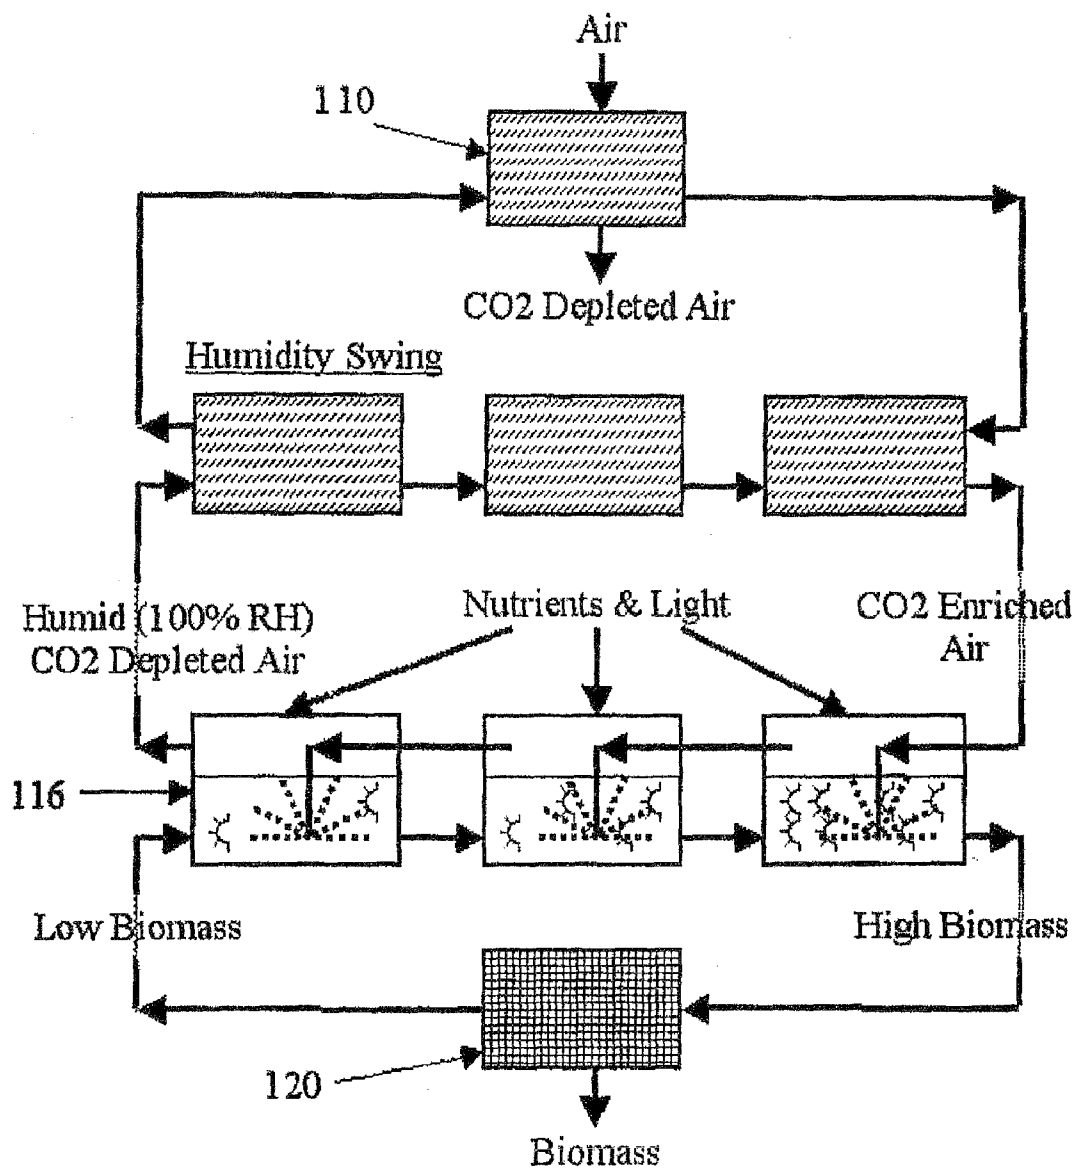 Air
110
CO2 Depleted Air
Humidity Swing
Humid (100% RH)
CO2 Depleted Air
Nutrients & Light
CO2 Enriched
Air
116
Low Biomass
High Biomass
120
Biomass